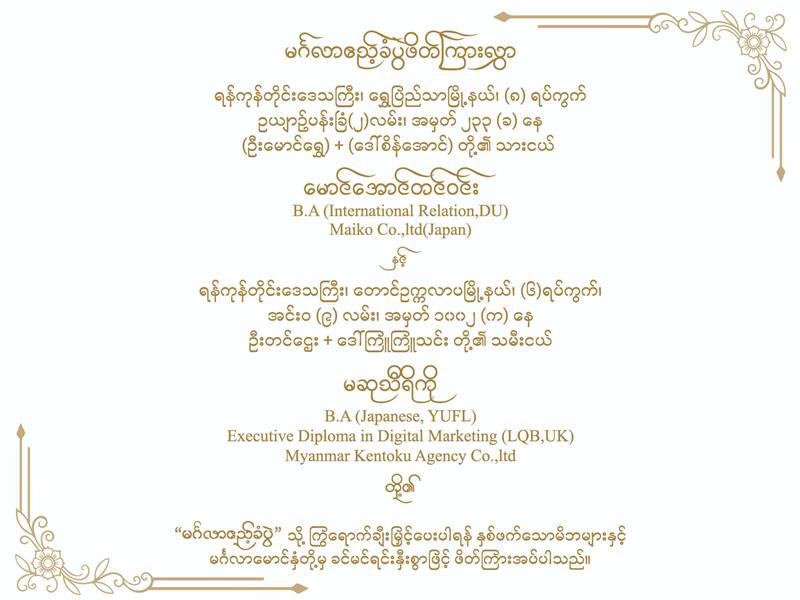 မင်္ဂလာဧည့်ခံပွဲဖိတ်ကြားလွှာ
ရန်ကုန်တိုင်းဒေသကြီး၊ ရွှေပြည်သာမြို့နယ်၊ (၈) ရပ်ကွက်
ဥယျာဉ်ပန်းခြံ(၂)လမ်း၊ အမှတ် ၂၃၃ (ခ) နေ
(ဦးမောင်ရွှေ) + (ဒေါ်စိန်အောင်) တို့၏ သားငယ်
မောင်အောင်တင်ဝင်း
B.A (International Relation,DU)
Maiko Co.,ltd(Japan)
နှင့်
ရန်ကုန်တိုင်းဒေသကြီး၊ တောင်ဥက္ကလာပမြို့နယ်၊ (၆)ရပ်ကွက်၊
အင်းဝ (၉) လမ်း၊ အမှတ် ၁၀၀၂ (က) နေ
ဦးတင်ဌေး + ဒေါ်ကြူကြူသင်း တို့၏ သမီးငယ်
မဆုသီရိကို
B.A (Japanese, YUFL)
Executive Diploma in Digital Marketing (LQB,UK)
Myanmar Kentoku Agency Co.,ltd
တို့၏
“မင်္ဂလာဧည့်ခံပွဲ” သို့ ကြွရောက်ချီးမြှင့်ပေးပါရန် နှစ်ဖက်သောမိဘများနှင့်
မင်္ဂလာမောင်နှံတို့မှ ခင်မင်ရင်းနှီးစွာဖြင့် ဖိတ်ကြားအပ်ပါသည်။